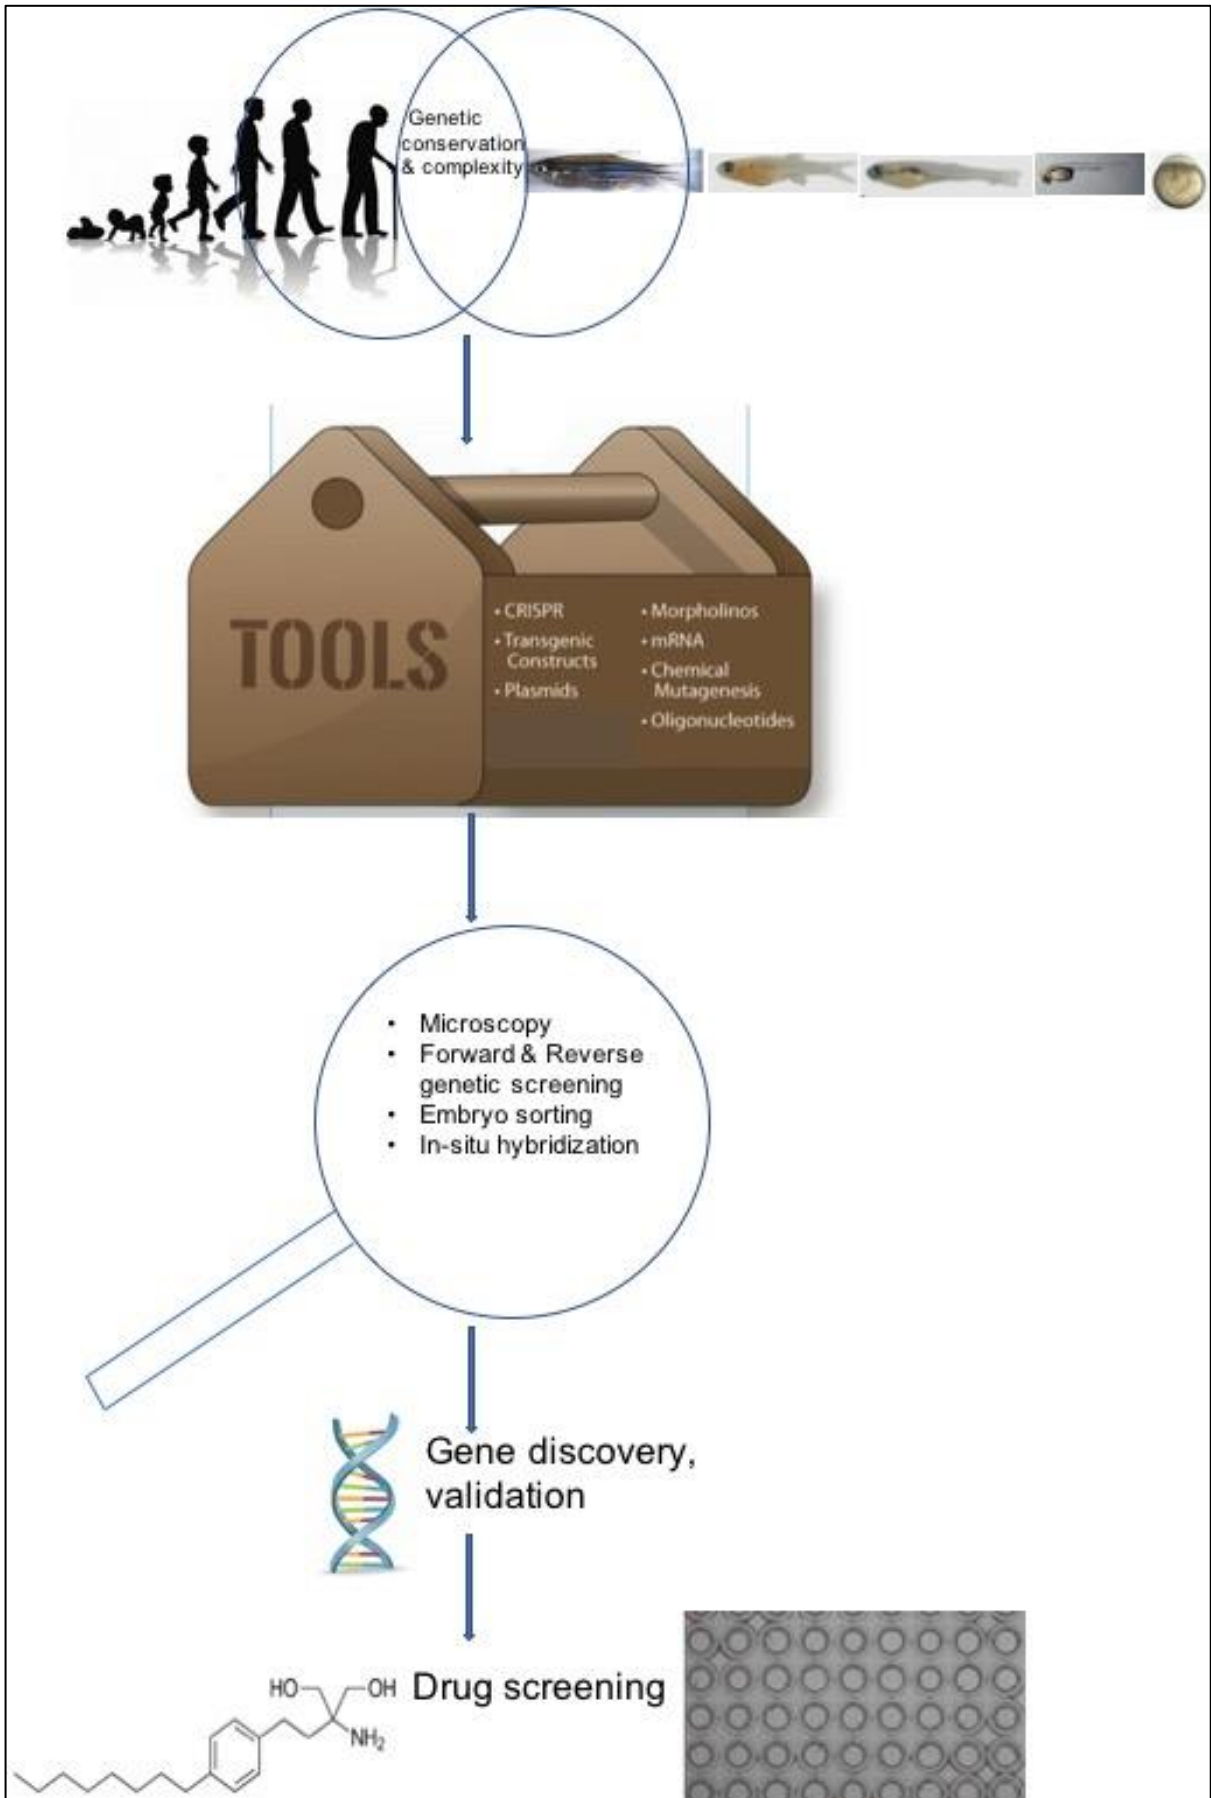 Genetic
conservation
& complexity
TOOLS
• CRISPR
• Transgenic
Constructs
• Plasmids
• Morpholinos
• mRNA
• Chemical
Mutagenesis
• Oligonucleotides
• Microscopy
• Forward & Reverse
genetic screening
• Embryo sorting
• In-situ hybridization
Gene discovery,
validation
Drug screening
HO
OH
NH₂